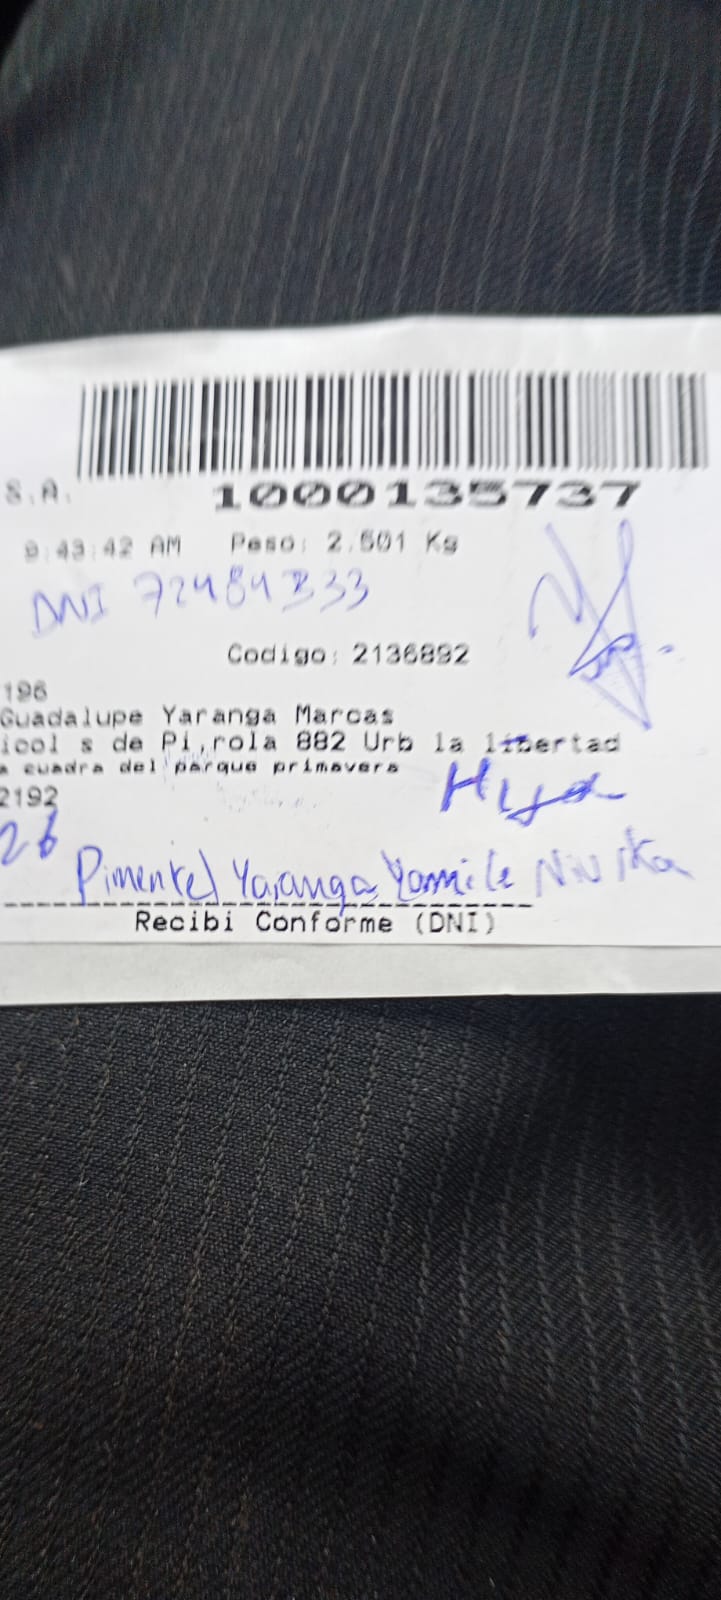 S.A. 1000135737
9:43:42 AM Peso: 2.501 Kg
DNI 72484333
Codigo: 2136892
196
Guadalupe Yaranga Marcas
icol s de Pi,rola 882 Urb la libertad
a cuadra del parque primavera
2192
Hija
26
Pimentel Yaranga Yamile
Recibi Conforme (DNI)